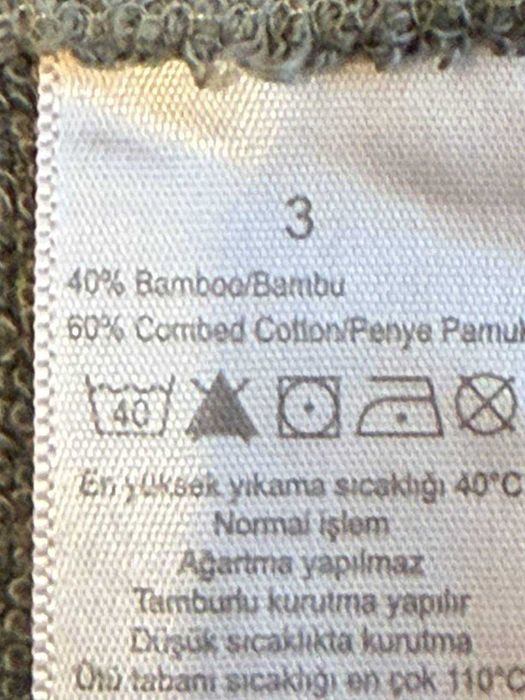 3
40% Bamboo/Bambu
60% Combed Cotton/Penye Pamuk
40
En yüksek yıkama sıcaklığı 40°C
Normal işlem
Ağartma yapılmaz
Tamburlu kurutma yapılır
Düşük sıcaklıkta kurutma
Ütü tabanı sıcaklığı en çok 110°C